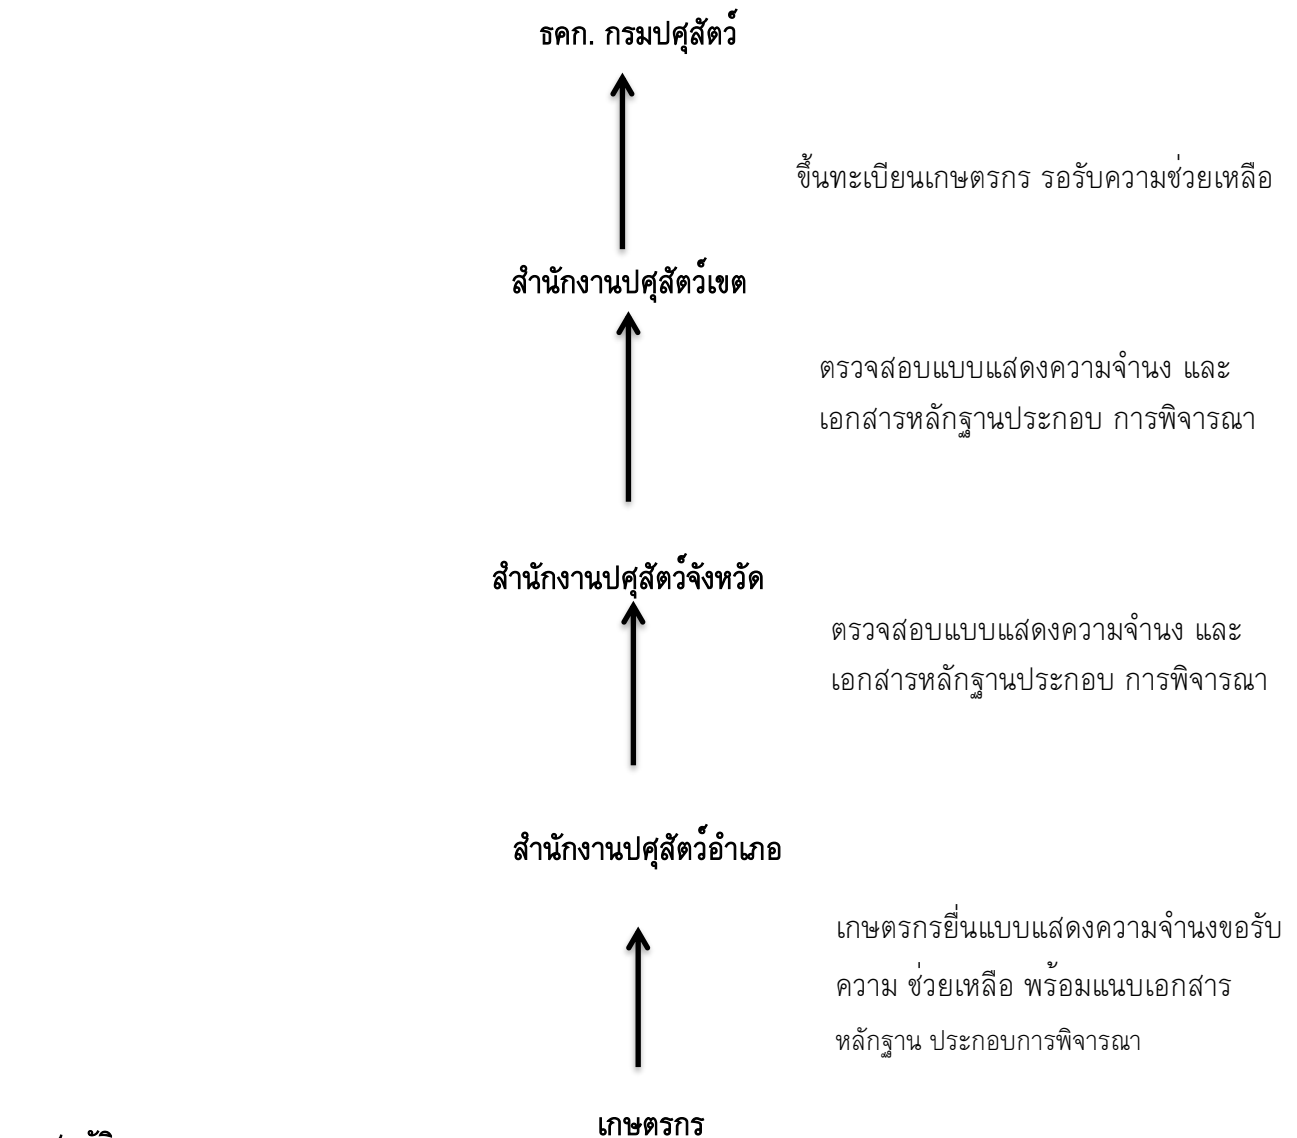 ธคก. กรมปศุสัตว์
ขึ้นทะเบียนเกษตรกร รอรับความช่วยเหลือ
สำนักงานปศุสัตว์เขต
ตรวจสอบแบบแสดงความจำนง และ
เอกสารหลักฐานประกอบ การพิจารณา
สำนักงานปศุสัตว์จังหวัด
ตรวจสอบแบบแสดงความจำนง และ
เอกสารหลักฐานประกอบ การพิจารณา
สำนักงานปศุสัตว์อำเภอ
เกษตรกรยื่นแบบแสดงความจำนงขอรับ
ความ ช่วยเหลือ พร้อมแนบเอกสาร
หลักฐาน ประกอบการพิจารณา
เกษตรกร